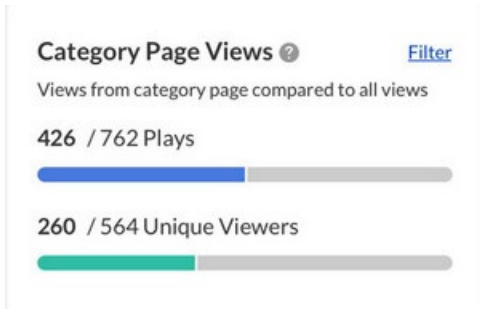 Category Page Views ?
Filter
Views from category page compared to all views
426 / 762 Plays
260 / 564 Unique Viewers